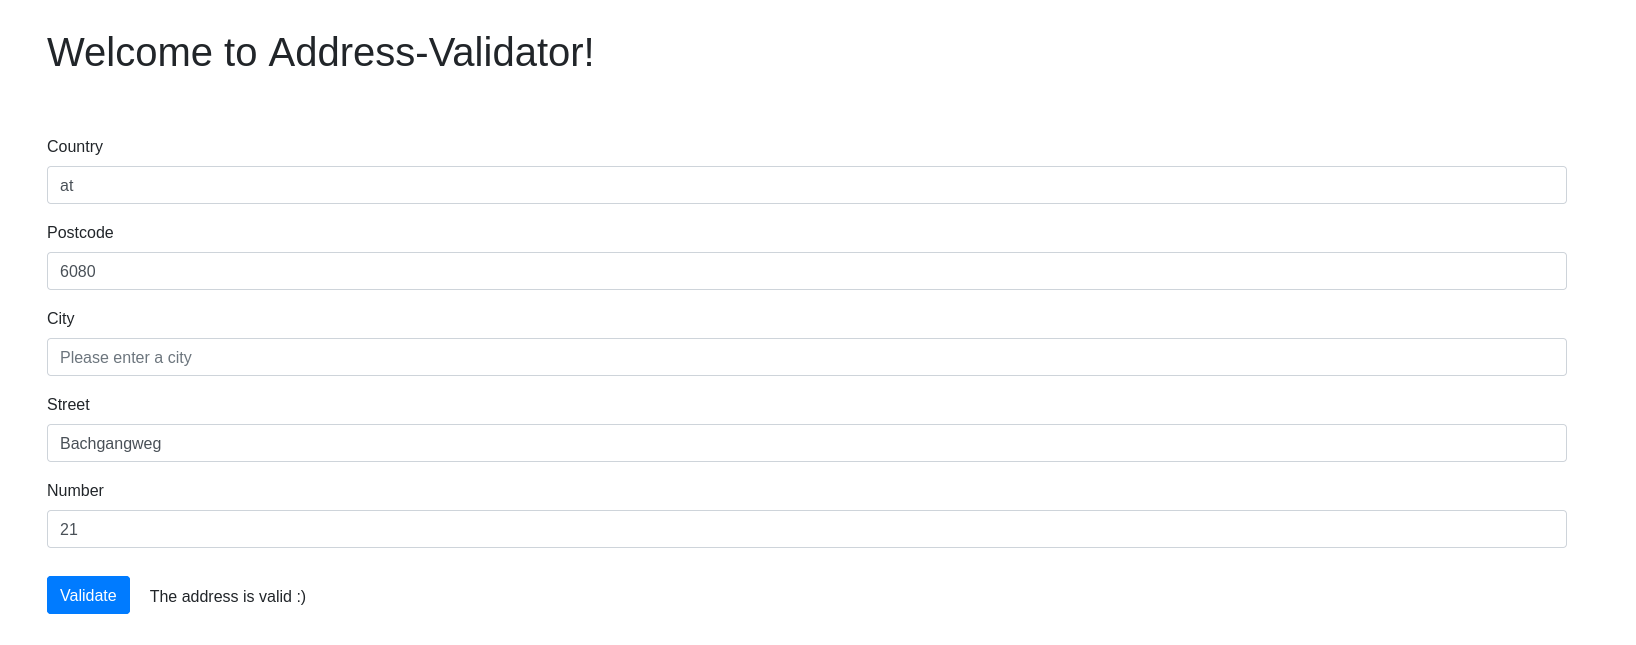 Welcome to Address-Validator!
Country
at
Postcode
6080
City
Please enter a city
Street
Bachgangweg
Number
21
Validate The address is valid :)